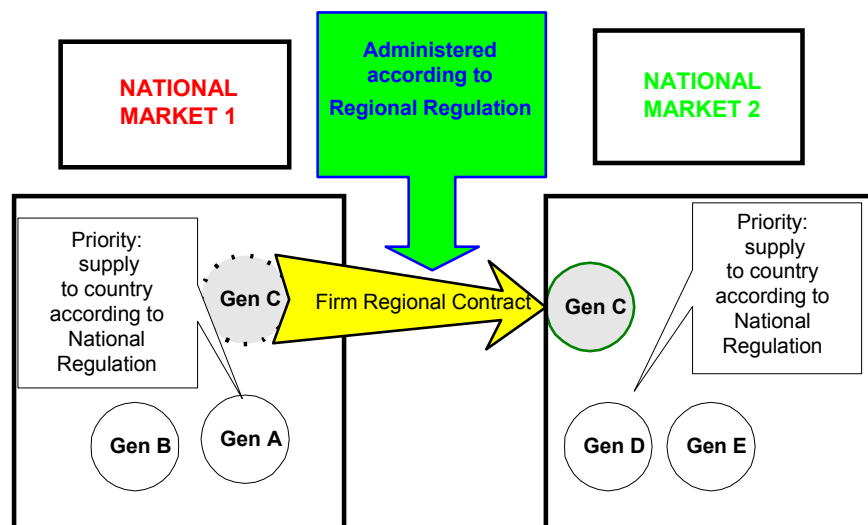 NATIONAL
MARKET 1
Administered
according to
Regional Regulation
NATIONAL
MARKET 2
Priority:
supply
to country
according to
National
Regulation
Gen C
Firm Regional Contract
Gen C
Priority:
supply
to country
according to
National
Regulation
Gen B
Gen A
Gen D
Gen E